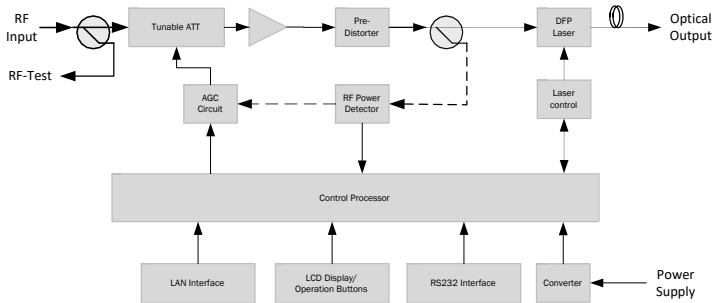 RF
Input
Tunable ATT
Pre-
Distorter
DFP
Laser
Optical
Output
RF-Test
AGC
Circuit
RF Power
Detector
Laser
control
Control Processor
LAN Interface
LCD Display/
Operation Buttons
RS232 Interface
Converter
Power
Supply